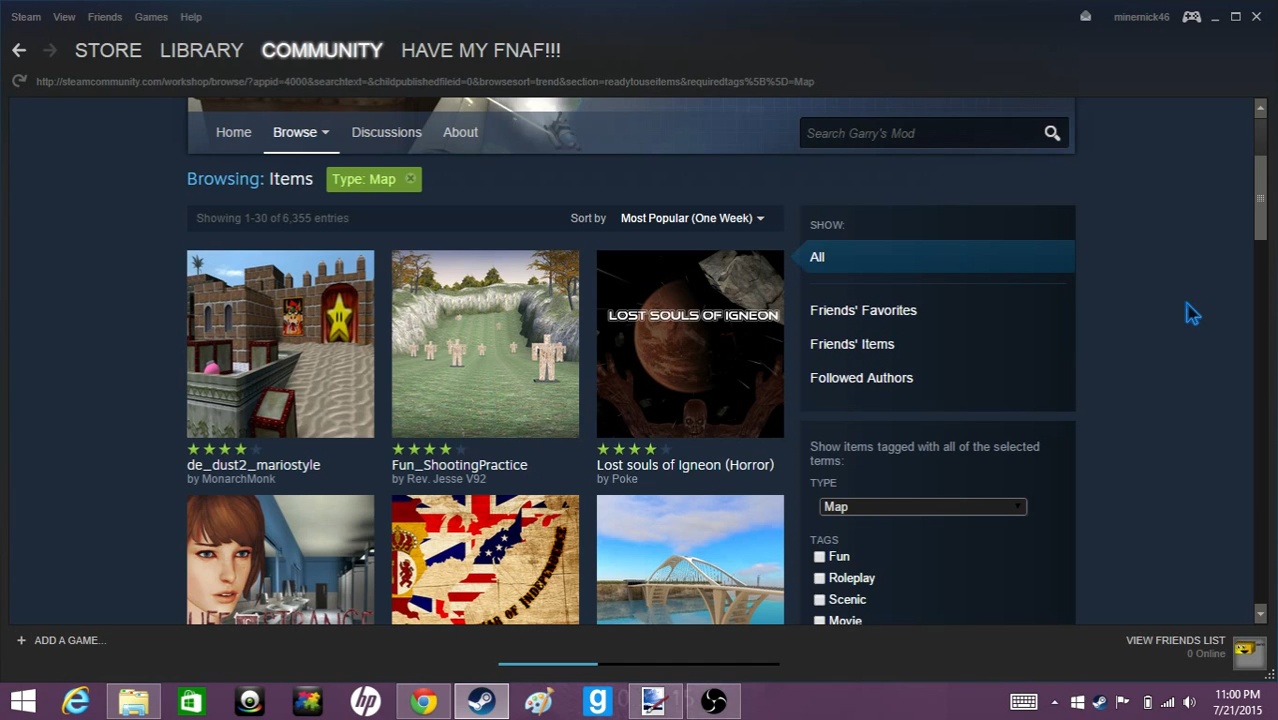 Steam View Friends Games Help
minemick46
STORE LIBRARY COMMUNITY HAVE MY FNAF!!!
http://steamcommunity.com/workshop/browse/?appid=4000&searchtext=&childpublishedfileid=0&browsesort=trend&section=readytouseitems&requiredtags%5B%5D=Map
Home Browse Discussions About
Search Garry's Mod
Browsing: Items Type: Map
Showing 1-30 of 6,355 entries
Sort by Most Popular (One Week)
SHOW:
All
Friends' Favorites
Friends' Items
Followed Authors
LOST SOULS OF IGNEON
de_dust2_mariostyle
by MonarchMonk
Fun_ShootingPractice
by Rev. Jesse V92
Lost souls of Igneon (Horror)
by Poke
Show items tagged with all of the selected
terms:
TYPE
Map
TAGS
Fun
Roleplay
Scenic
Movie
+ ADD A GAME...
VIEW FRIENDS LIST
0 Online
hp
g
11:00 PM
7/21/2015